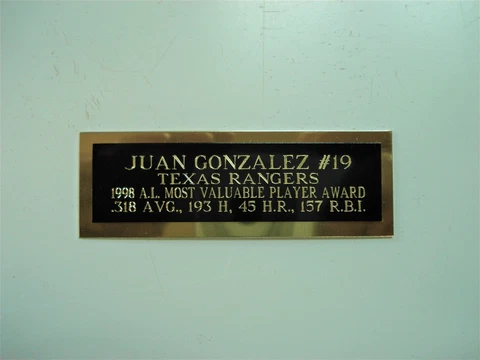 JUAN GONZALEZ #19
TEXAS RANGERS
1998 A.L. MOST VALUABLE PLAYER AWARD
.318 AVG., 193 H, 45 H.R., 157 R.B.I.